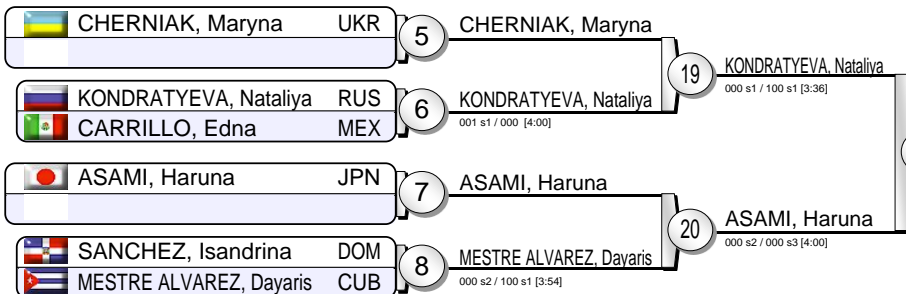 CHERNIAK, Maryna UKR
5
CHERNIAK, Maryna
KONDRATYEVA, Nataliya RUS
CARRILLO, Edna MEX
6
KONDRATYEVA, Nataliya
001 s1 / 000 [4:00]
19
KONDRATYEVA, Nataliya
000 s1 / 100 s1 [3:36]
ASAMI, Haruna JPN
7
ASAMI, Haruna
SANCHEZ, Isandrina DOM
MESTRE ALVAREZ, Dayaris CUB
8
MESTRE ALVAREZ, Dayaris
000 s2 / 100 s1 [3:54]
20
ASAMI, Haruna
000 s2 / 000 s3 [4:00]